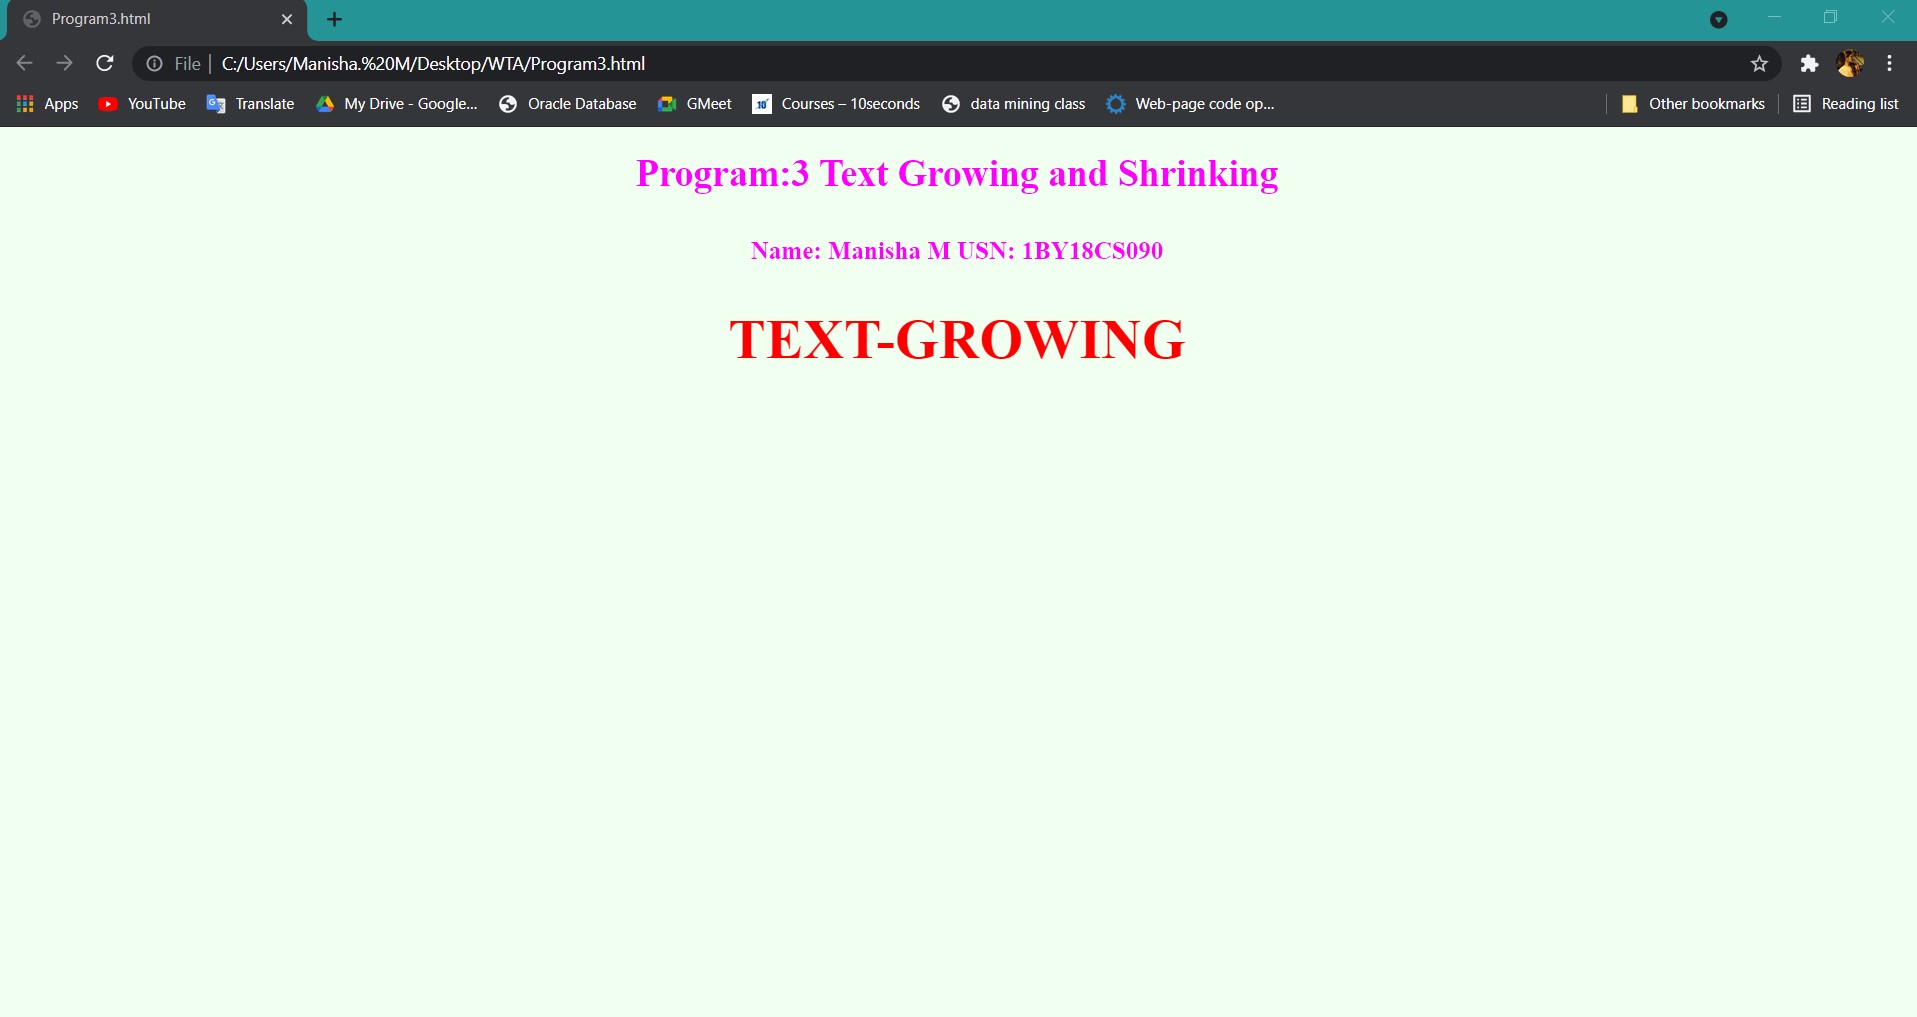 Program3.html
File C:/Users/Manisha.%20M/Desktop/WTA/Program3.html
Apps YouTube Translate My Drive - Google... Oracle Database GMeet 10 Courses – 10seconds data mining class Web-page code op... Other bookmarks Reading list
Program:3 Text Growing and Shrinking
Name: Manisha M USN: 1BY18CS090
TEXT-GROWING